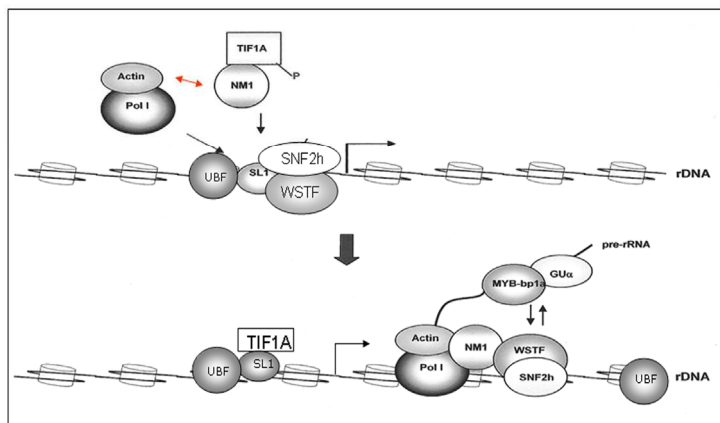 TIF1A
P
Actin
NM1
Pol I
SNF2h
UBF
SL1
WSTF
rDNA
pre-rRNA
GUα
MYB-bp1a
TIF1A
Actin
NM1
WSTF
SL1
UBF
Pol I
SNF2h
UBF
rDNA